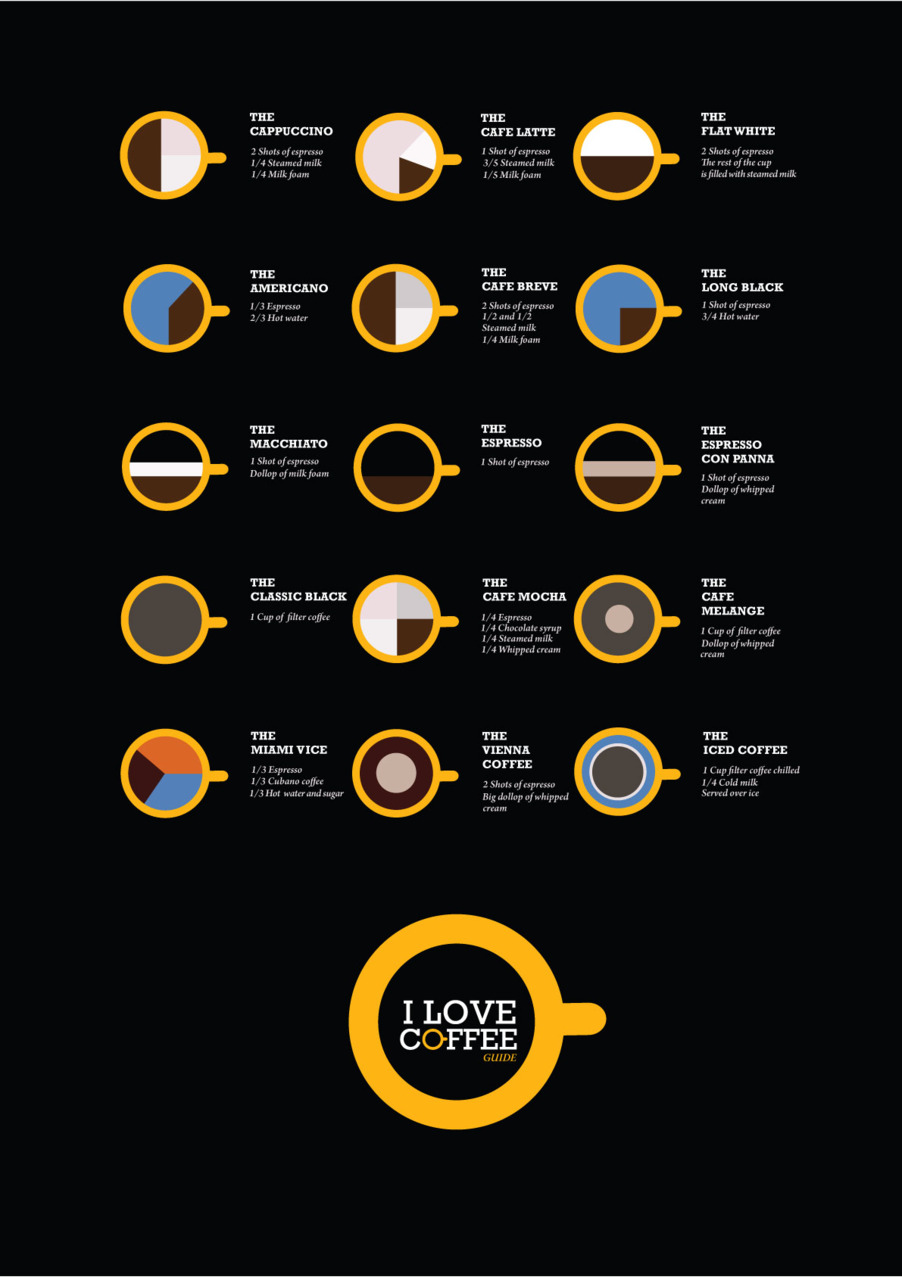 THE
CAPPUCCINO
2 Shots of espresso
1/4 Steamed milk
1/4 Milk foam
THE
CAFE LATTE
1 Shot of espresso
3/5 Steamed milk
1/5 Milk foam
THE
FLAT WHITE
2 Shots of espresso
The rest of the cup
is filled with steamed milk
THE
AMERICANO
1/3 Espresso
2/3 Hot water
THE
CAFE BREVE
2 Shots of espresso
1/2 and 1/2
Steamed milk
1/4 Milk foam
THE
LONG BLACK
1 Shot of espresso
3/4 Hot water
THE
MACCHIATO
1 Shot of espresso
Dollop of milk foam
THE
ESPRESSO
1 Shot of espresso
THE
ESPRESSO
CON PANNA
1 Shot of espresso
Dollop of whipped
cream
THE
CLASSIC BLACK
1 Cup of filter coffee
THE
CAFE MOCHA
1/4 Espresso
1/4 Chocolate syrup
1/4 Steamed milk
1/4 Whipped cream
THE
CAFE
MELANGE
1 Cup of filter coffee
Dollop of whipped
cream
THE
MIAMI VICE
1/3 Espresso
1/3 Cubano coffee
1/3 Hot water and sugar
THE
VIENNA
COFFEE
2 Shots of espresso
Big dollop of whipped
cream
THE
ICED COFFEE
1 Cup filter coffee chilled
1/4 Cold milk
Served over ice
I LOVE
COFFEE
GUIDE